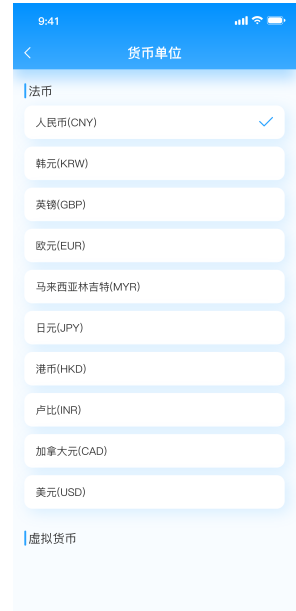 9:41
货币单位
法币
人民币(CNY)
韩元(KRW)
英镑(GBP)
欧元(EUR)
马来西亚林吉特(MYR)
日元(JPY)
港币(HKD)
卢比(INR)
加拿大元(CAD)
美元(USD)
虚拟货币